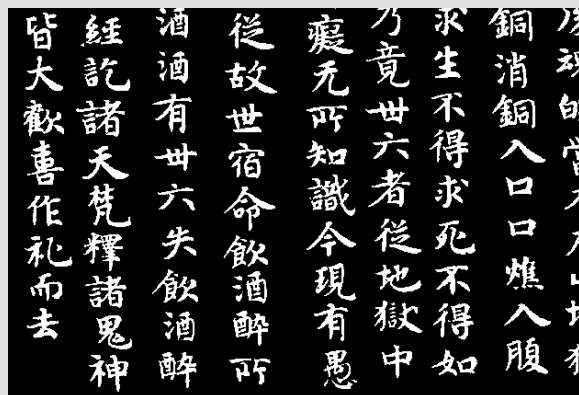 銅消銅入口口燋入腹
求生不得求死不得如
乃竟丗六者從地獄中
癡无所知識今現有愚
從故世宿命飲酒醉所
酒酒有丗六失飲酒醉
經訖諸天梵釋諸鬼神
皆大歡喜作礼而去